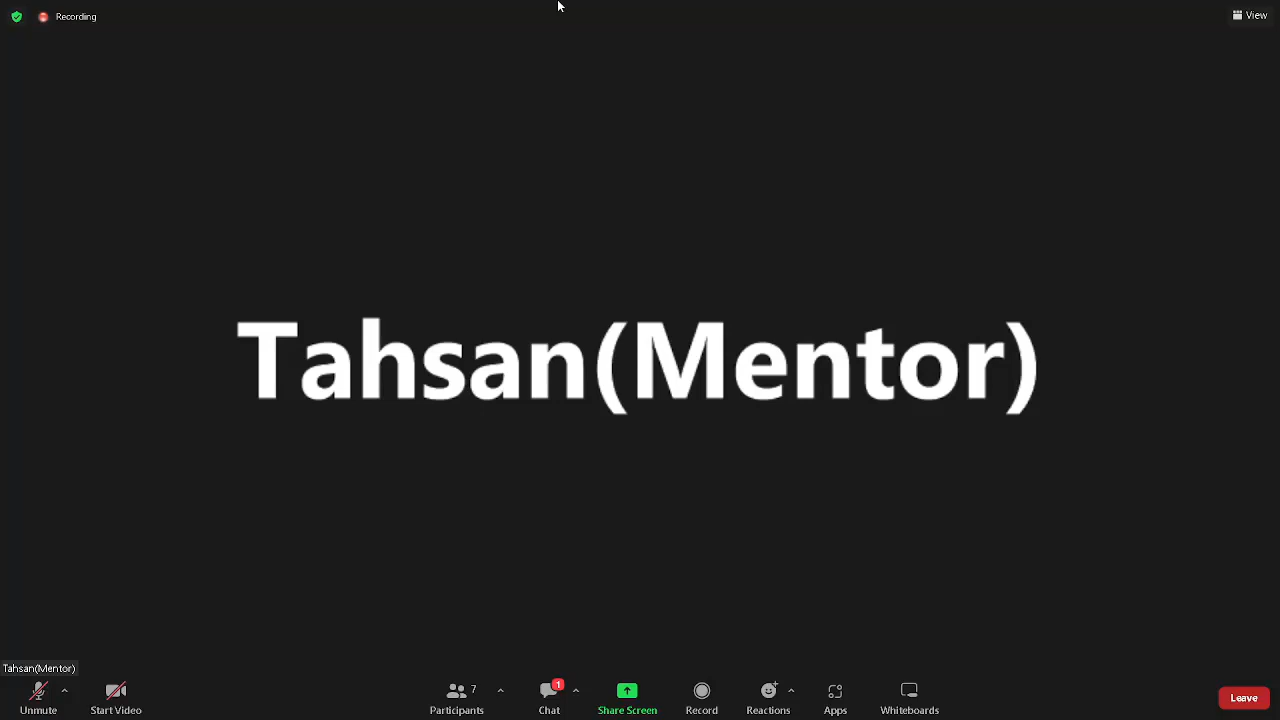 Recording
View
Tahsan(Mentor)
Tahsan(Mentor)
7
1
Unmute
Start Video
Participants
Chat
Share Screen
Record
Reactions
Apps
Whiteboards
Leave